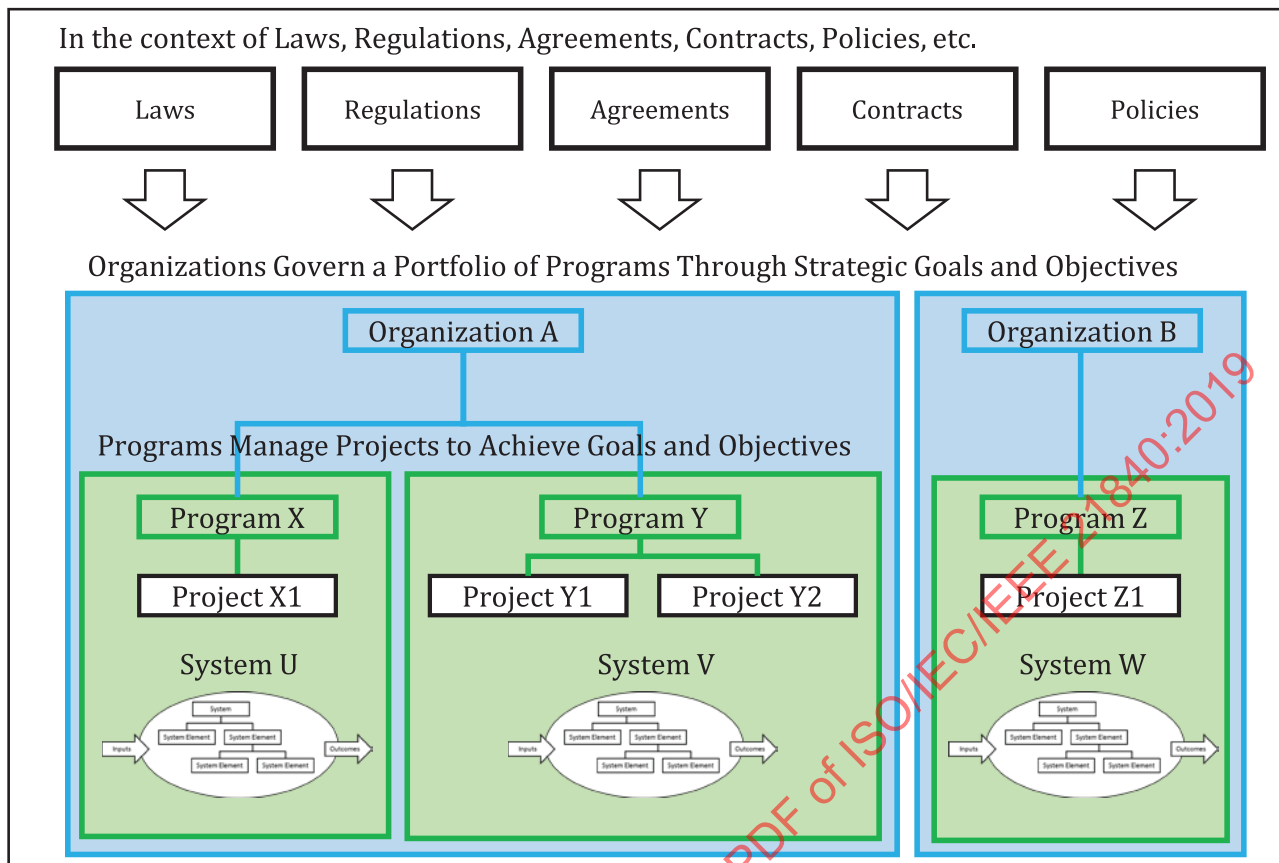 In the context of Laws, Regulations, Agreements, Contracts, Policies, etc.
Laws
Regulations
Agreements
Contracts
Policies
Organizations Govern a Portfolio of Programs Through Strategic Goals and Objectives
Organization A
Organization B
Programs Manage Projects to Achieve Goals and Objectives
Program X
Program Y
Program Z
Project X1
Project Y1
Project Y2
Project Z1
System U
System V
System W
System
System Element
System Element
System Element
System Element
Inputs
Outcomes
System
System Element
System Element
System Element
System Element
Inputs
Outcomes
System
System Element
System Element
System Element
System Element
Inputs
Outcomes
PDF of ISO/IEC/IEEE 21840:2019